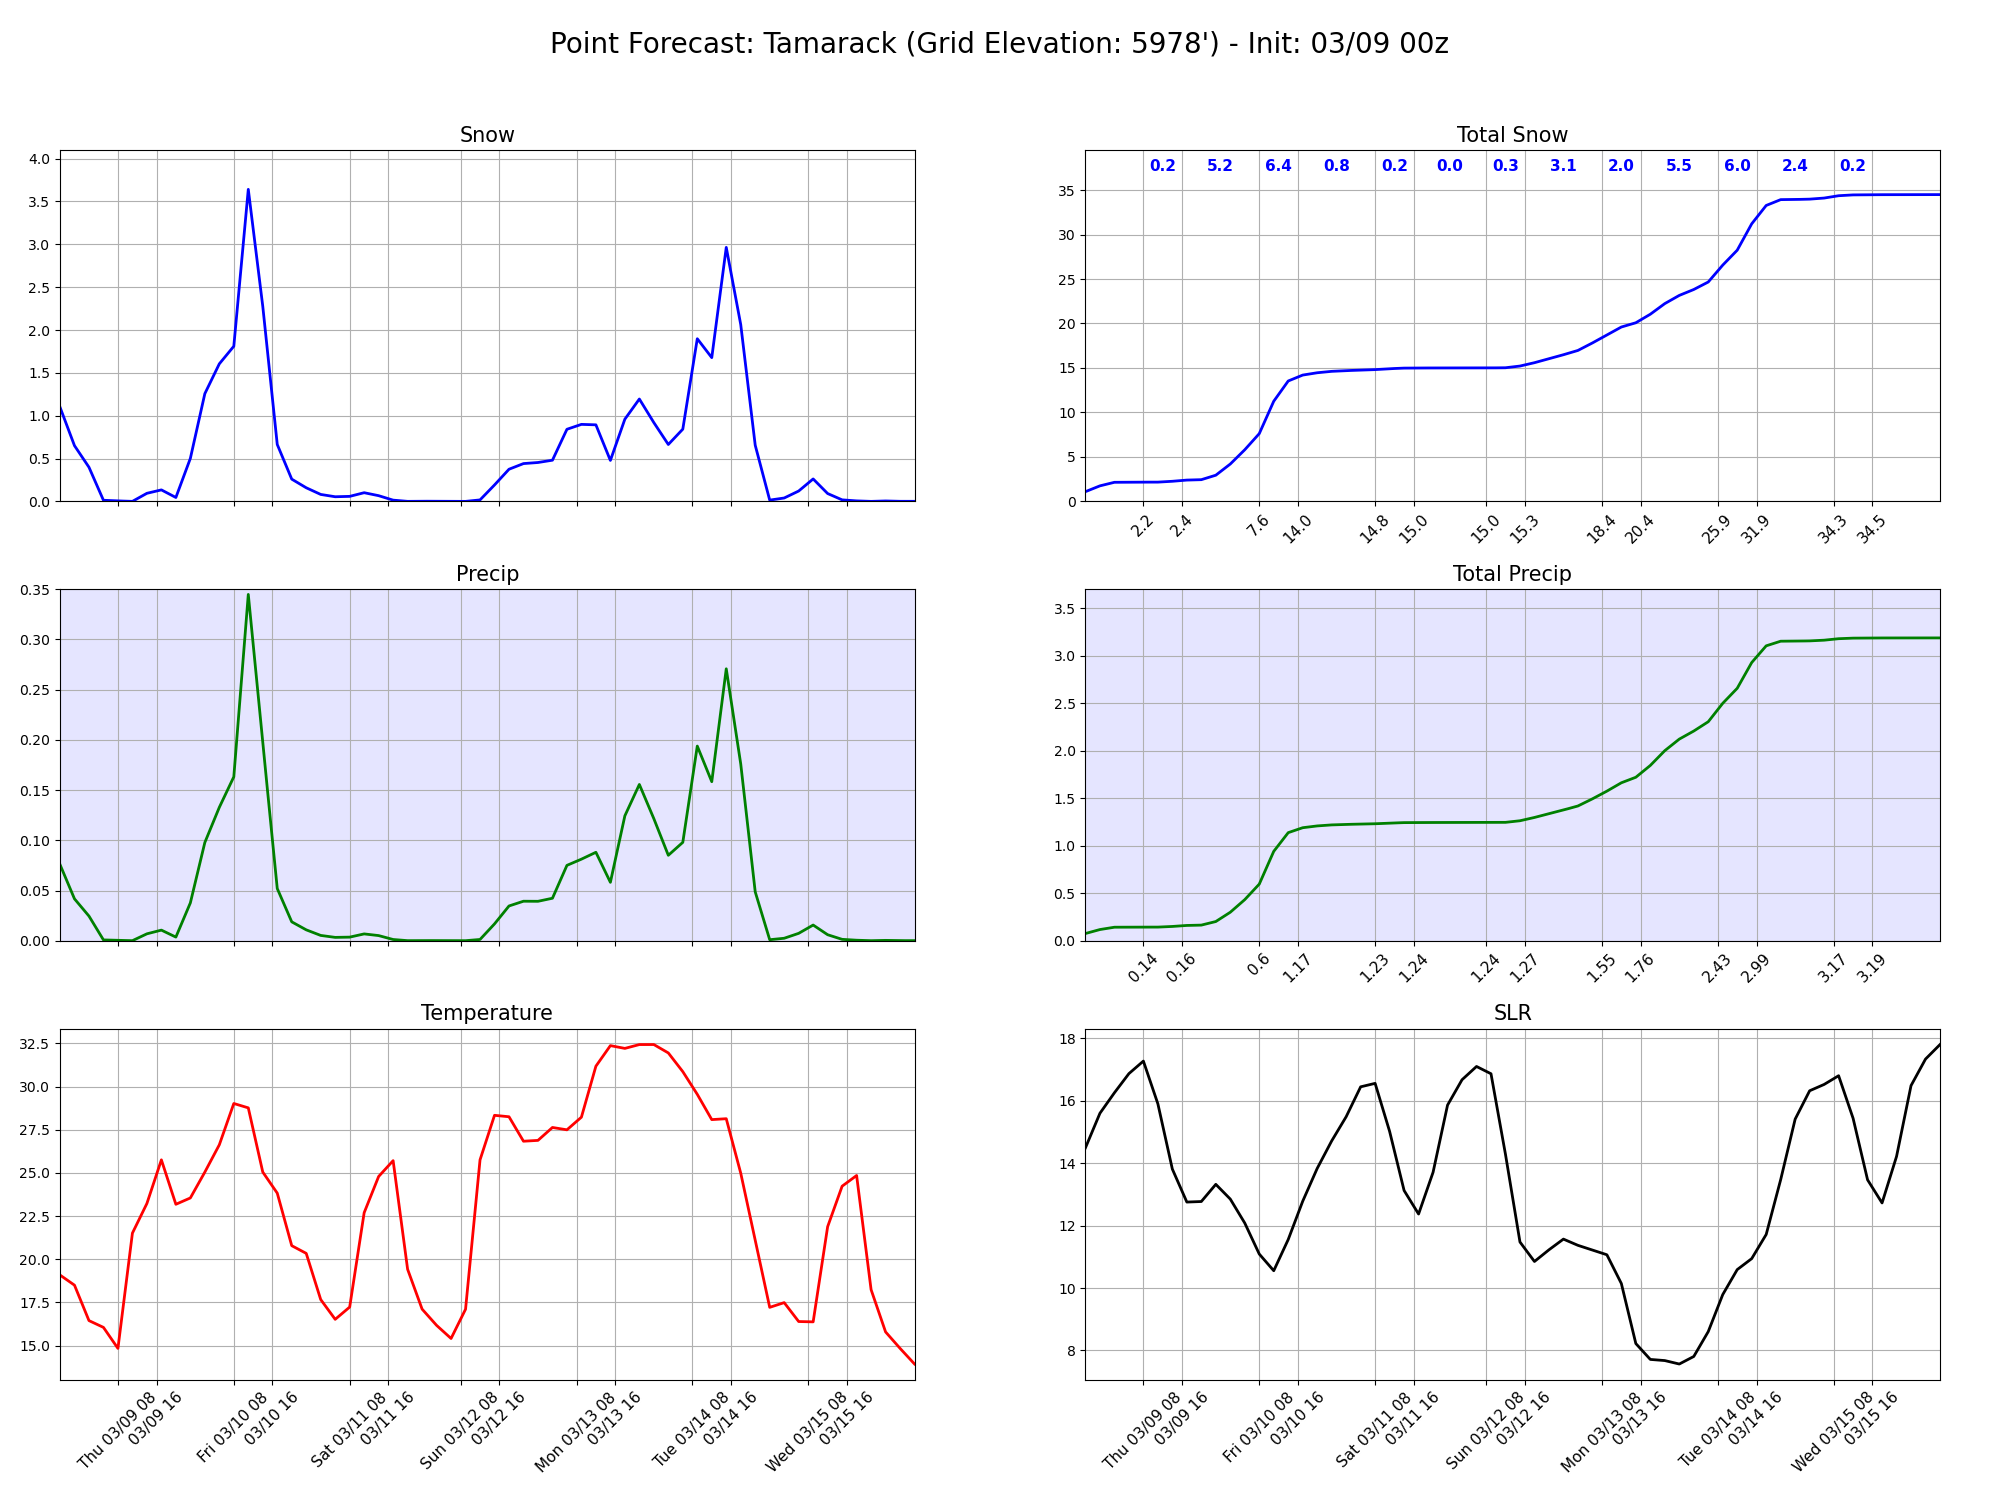 Point Forecast: Tamarack (Grid Elevation: 5978') - Init: 03/09 00z
Snow
4.0
3.5
3.0
2.5
2.0
1.5
1.0
0.5
0.0
Total Snow
0.2 5.2 6.4 0.8 0.2 0.0 0.3 3.1 2.0 5.5 6.0 2.4 0.2
35
30
25
20
15
10
5
0
2.2 2.4 7.6 14.0 14.8 15.0 15.0 15.3 18.4 20.4 25.9 31.9 34.3 34.5
Precip
0.35
0.30
0.25
0.20
0.15
0.10
0.05
0.00
Total Precip
3.5
3.0
2.5
2.0
1.5
1.0
0.5
0.0
0.14 0.16 0.6 1.17 1.23 1.24 1.24 1.27 1.55 1.76 2.43 2.99 3.17 3.19
Temperature
32.5
30.0
27.5
25.0
22.5
20.0
17.5
15.0
Thu 03/09 08
03/09 16
Fri 03/10 08
03/10 16
Sat 03/11 08
03/11 16
Sun 03/12 08
03/12 16
Mon 03/13 08
03/13 16
Tue 03/14 08
03/14 16
Wed 03/15 08
03/15 16
SLR
18
16
14
12
10
8
Thu 03/09 08
03/09 16
Fri 03/10 08
03/10 16
Sat 03/11 08
03/11 16
Sun 03/12 08
03/12 16
Mon 03/13 08
03/13 16
Tue 03/14 08
03/14 16
Wed 03/15 08
03/15 16